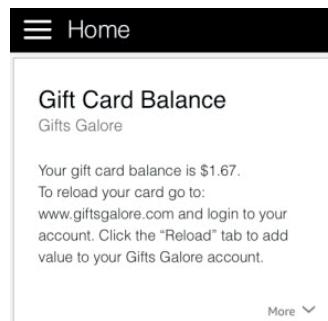 Home
Gift Card Balance
Gifts Galore
Your gift card balance is $1.67.
To reload your card go to:
www.giftsgalore.com and login to your
account. Click the “Reload” tab to add
value to your Gifts Galore account.
More